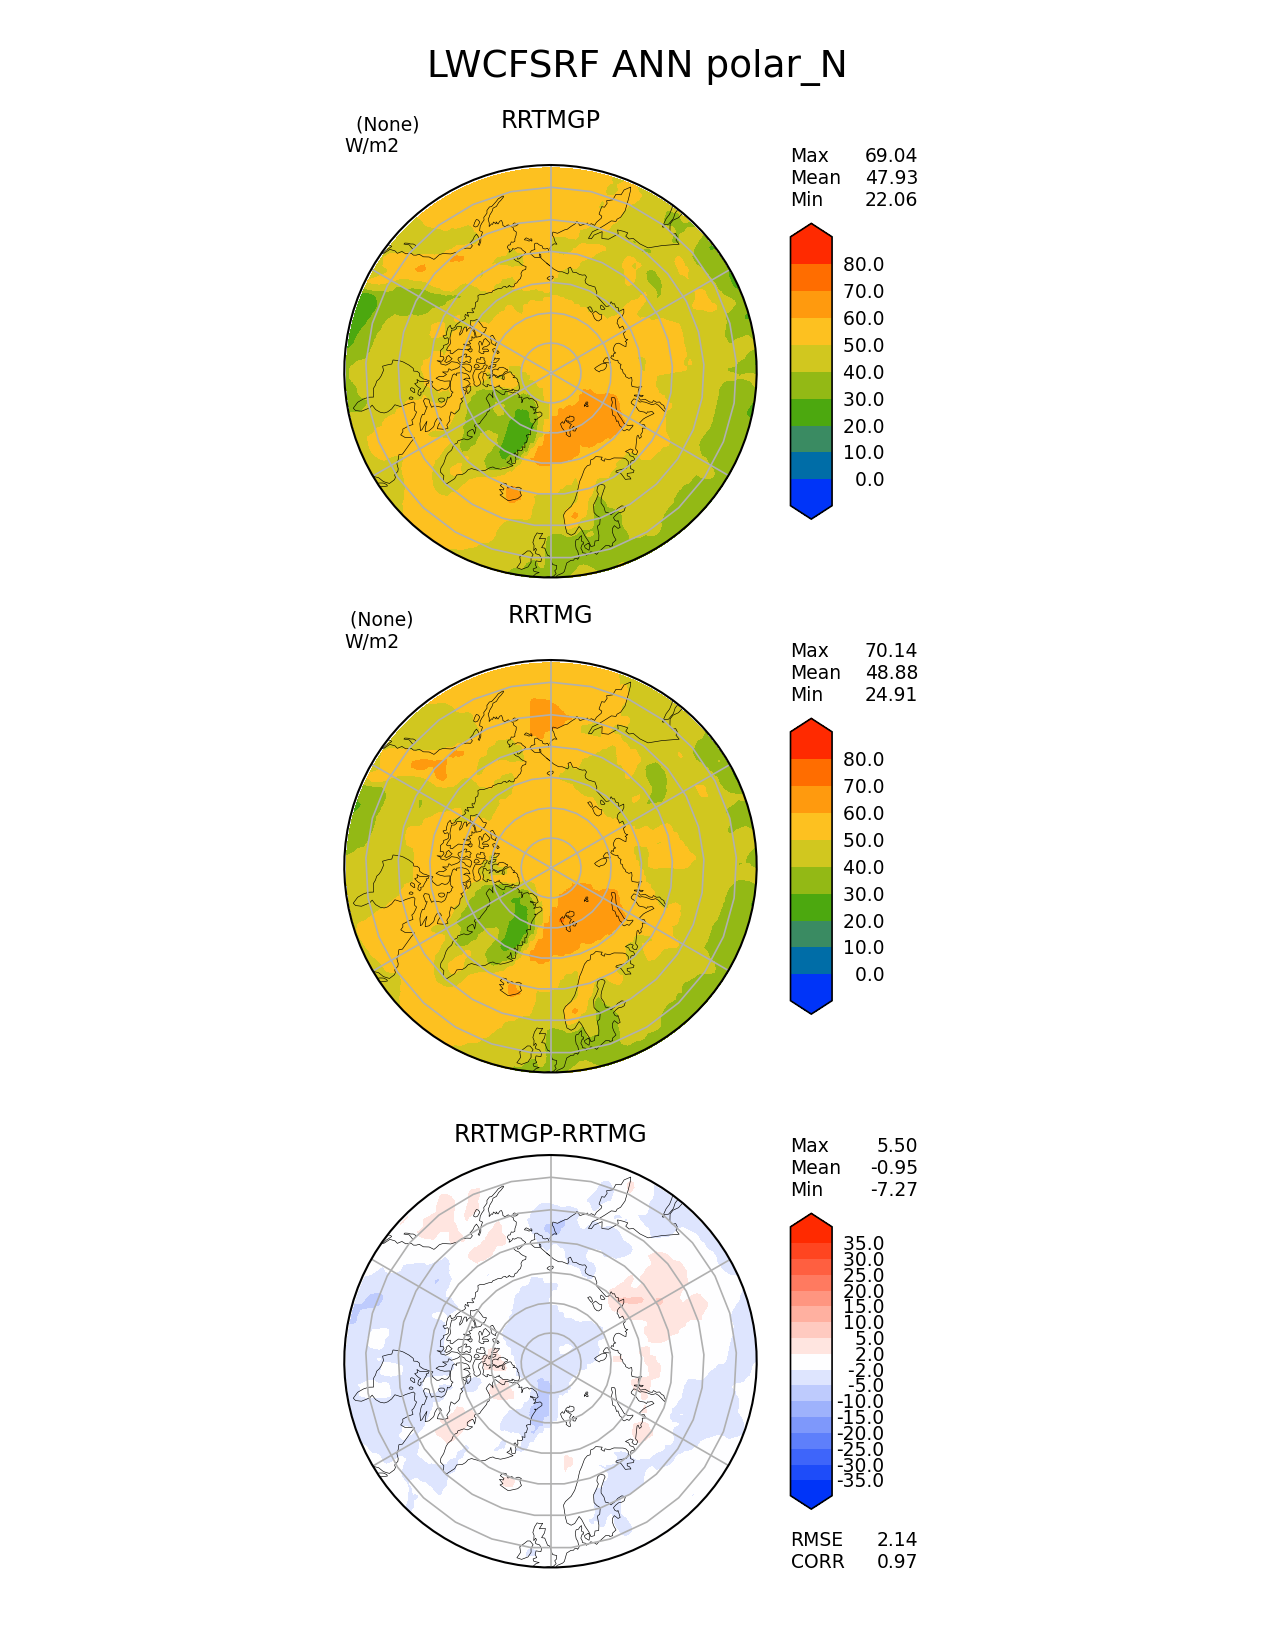 LWCFSRF ANN polar_N
RRTMGP
(None)
W/m2
Max 69.04
Mean 47.93
Min 22.06
80.0
70.0
60.0
50.0
40.0
30.0
20.0
10.0
0.0
RRTMG
(None)
W/m2
Max 70.14
Mean 48.88
Min 24.91
80.0
70.0
60.0
50.0
40.0
30.0
20.0
10.0
0.0
RRTMGP-RRTMG
Max 5.50
Mean -0.95
Min -7.27
35.0
30.0
25.0
20.0
15.0
10.0
5.0
2.0
-2.0
-5.0
-10.0
-15.0
-20.0
-25.0
-30.0
-35.0
RMSE 2.14
CORR 0.97